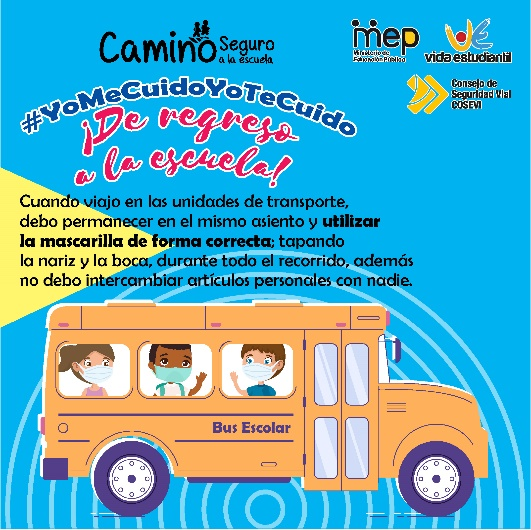 Camino Seguro
a la escuela
mep
Ministerio de
Educación Pública
vida estudiantil
Consejo de
Seguridad Vial
COSEVI
#YoMeCuidoYoTeCuido
¡De regreso
a la escuela!
Cuando viajo en las unidades de transporte,
debo permanecer en el mismo asiento y utilizar
la mascarilla de forma correcta; tapando
la nariz y la boca, durante todo el recorrido, además
no debo intercambiar artículos personales con nadie.
Bus Escolar